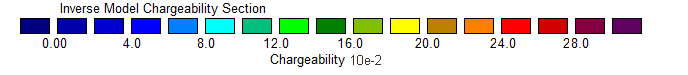 Inverse Model Chargeability Section
0.00 4.0 8.0 12.0 16.0 20.0 24.0 28.0
Chargeability 10e-2